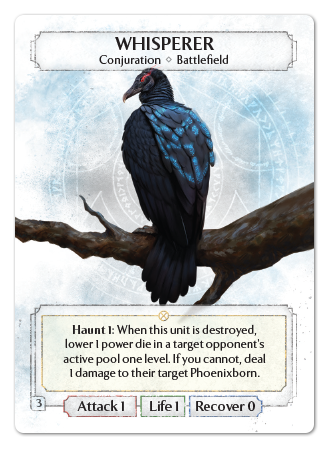 WHISPERER
Conjuration ◇ Battlefield
Haunt 1: When this unit is destroyed,
lower 1 power die in a target opponent's
active pool one level. If you cannot, deal
1 damage to their target Phoenixborn.
3
Attack 1 Life 1 Recover 0